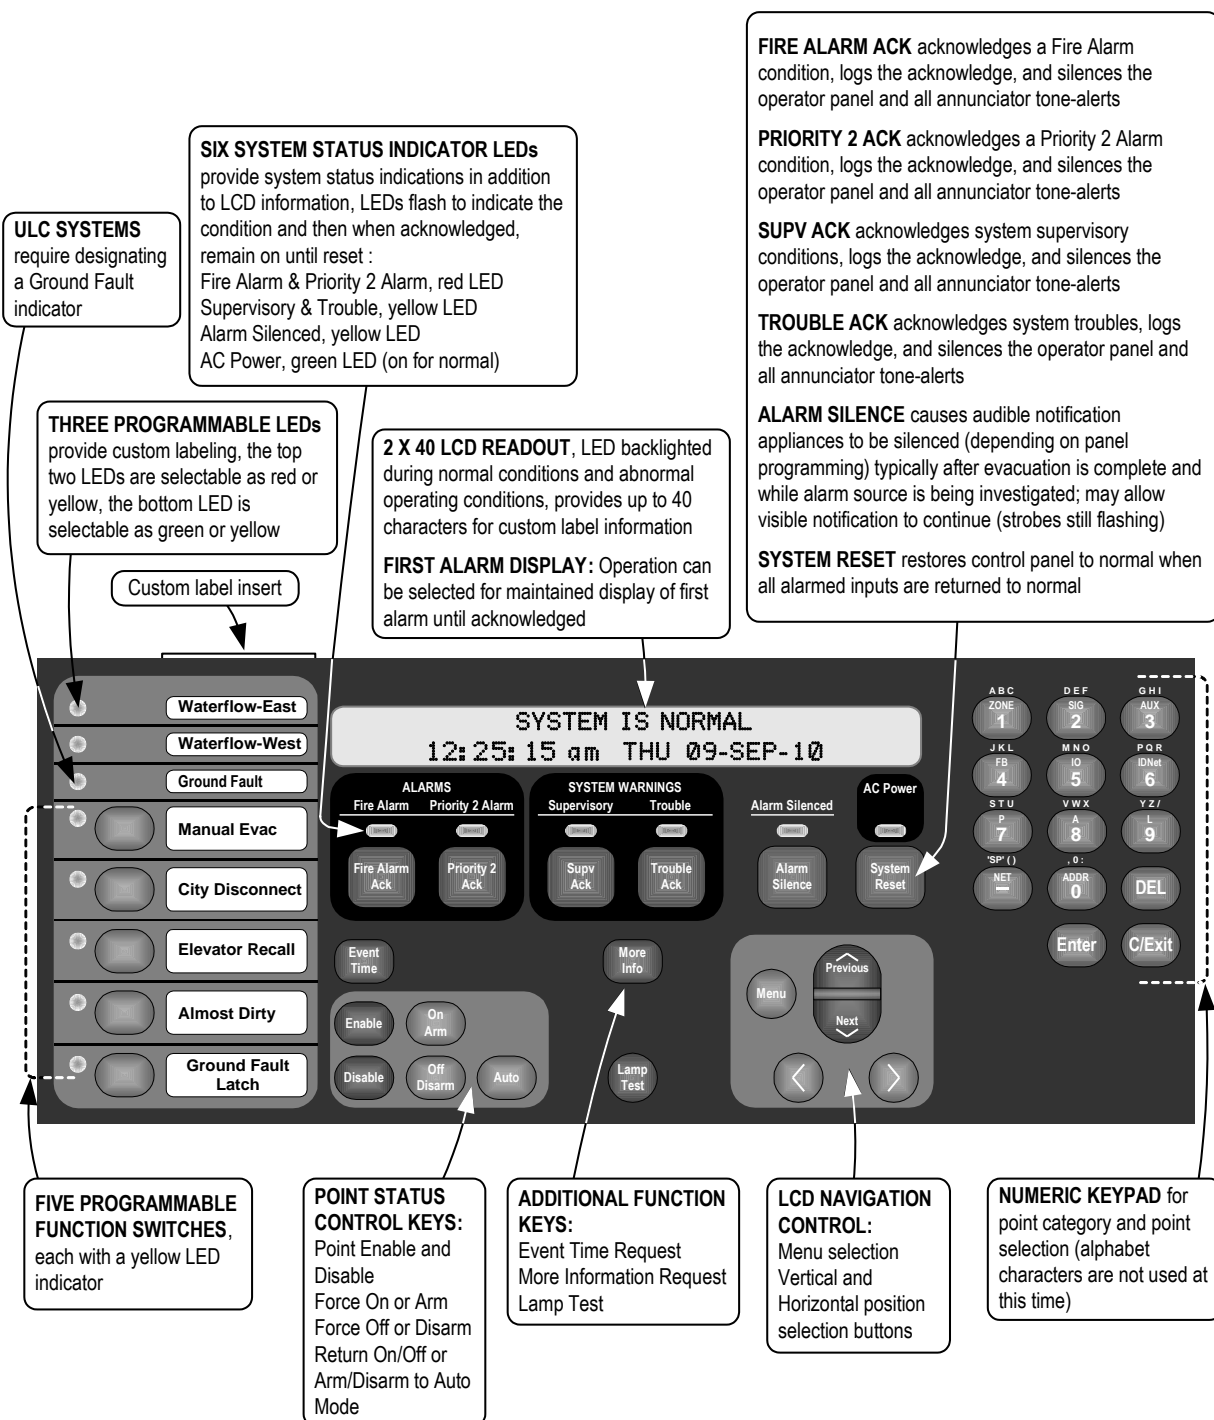 FIRE ALARM ACK acknowledges a Fire Alarm
condition, logs the acknowledge, and silences the
operator panel and all annunciator tone-alerts
PRIORITY 2 ACK acknowledges a Priority 2 Alarm
condition, logs the acknowledge, and silences the
operator panel and all annunciator tone-alerts
SUPV ACK acknowledges system supervisory
conditions, logs the acknowledge, and silences the
operator panel and all annunciator tone-alerts
TROUBLE ACK acknowledges system troubles, logs
the acknowledge, and silences the operator panel and
all annunciator tone-alerts
ALARM SILENCE causes audible notification
appliances to be silenced (depending on panel
programming) typically after evacuation is complete and
while alarm source is being investigated; may allow
visible notification to continue (strobes still flashing)
SYSTEM RESET restores control panel to normal when
all alarmed inputs are returned to normal
SIX SYSTEM STATUS INDICATOR LEDs
provide system status indications in addition
to LCD information, LEDs flash to indicate the
condition and then when acknowledged,
remain on until reset :
Fire Alarm & Priority 2 Alarm, red LED
Supervisory & Trouble, yellow LED
Alarm Silenced, yellow LED
AC Power, green LED (on for normal)
ULC SYSTEMS
require designating
a Ground Fault
indicator
THREE PROGRAMMABLE LEDs
provide custom labeling, the top
two LEDs are selectable as red or
yellow, the bottom LED is
selectable as green or yellow
2 X 40 LCD READOUT, LED backlighted
during normal conditions and abnormal
operating conditions, provides up to 40
characters for custom label information
FIRST ALARM DISPLAY: Operation can
be selected for maintained display of first
alarm until acknowledged
Custom label insert
Waterflow-East
Waterflow-West
Ground Fault
Manual Evac
City Disconnect
Elevator Recall
Almost Dirty
Ground Fault
Latch
SYSTEM IS NORMAL
12:25:15 am THU 09-SEP-10
ALARMS
Fire Alarm Priority 2 Alarm
SYSTEM WARNINGS
Supervisory Trouble
Alarm Silenced
AC Power
Fire Alarm
Ack
Priority 2
Ack
Supv
Ack
Trouble
Ack
Alarm
Silence
System
Reset
Event
Time
More
Info
Enable
On
Arm
Disable
Off
Disarm
Auto
Lamp
Test
Menu
Previous
Next
A B C
ZONE
1
D E F
SIG
2
G H I
AUX
3
J K L
FB
4
M N O
IO
5
P Q R
IDNet
6
S T U
P
7
V W X
A
8
Y Z /
L
9
'SP' ( )
NET
–
, 0 :
ADDR
0
DEL
Enter
C/Exit
FIVE PROGRAMMABLE
FUNCTION SWITCHES,
each with a yellow LED
indicator
POINT STATUS
CONTROL KEYS:
Point Enable and
Disable
Force On or Arm
Force Off or Disarm
Return On/Off or
Arm/Disarm to Auto
Mode
ADDITIONAL FUNCTION
KEYS:
Event Time Request
More Information Request
Lamp Test
LCD NAVIGATION
CONTROL:
Menu selection
Vertical and
Horizontal position
selection buttons
NUMERIC KEYPAD for
point category and point
selection (alphabet
characters are not used at
this time)